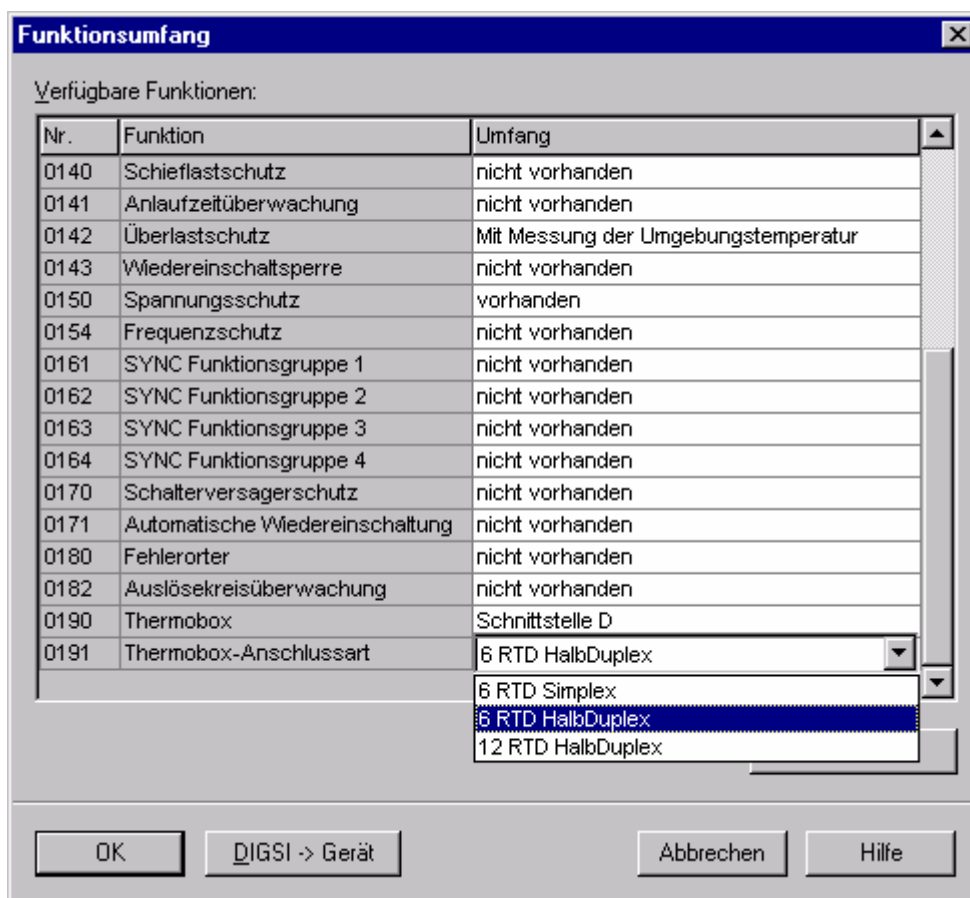 Funktionsumfang
Verfügbare Funktionen:
Nr. Funktion Umfang
0140 Schieflastschutz nicht vorhanden
0141 Anlaufzeitüberwachung nicht vorhanden
0142 Überlastschutz Mit Messung der Umgebungstemperatur
0143 Wiedereinschaltsperre nicht vorhanden
0150 Spannungsschutz vorhanden
0154 Frequenzschutz nicht vorhanden
0161 SYNC Funktionsgruppe 1 nicht vorhanden
0162 SYNC Funktionsgruppe 2 nicht vorhanden
0163 SYNC Funktionsgruppe 3 nicht vorhanden
0164 SYNC Funktionsgruppe 4 nicht vorhanden
0170 Schalterversagerschutz nicht vorhanden
0171 Automatische Wiedereinschaltung nicht vorhanden
0180 Fehlerorter nicht vorhanden
0182 Auslösekreisüberwachung nicht vorhanden
0190 Thermobox Schnittstelle D
0191 Thermobox-Anschlussart 6 RTD HalbDuplex
6 RTD Simplex
6 RTD HalbDuplex
12 RTD HalbDuplex
OK DIGSI -> Gerät Abbrechen Hilfe